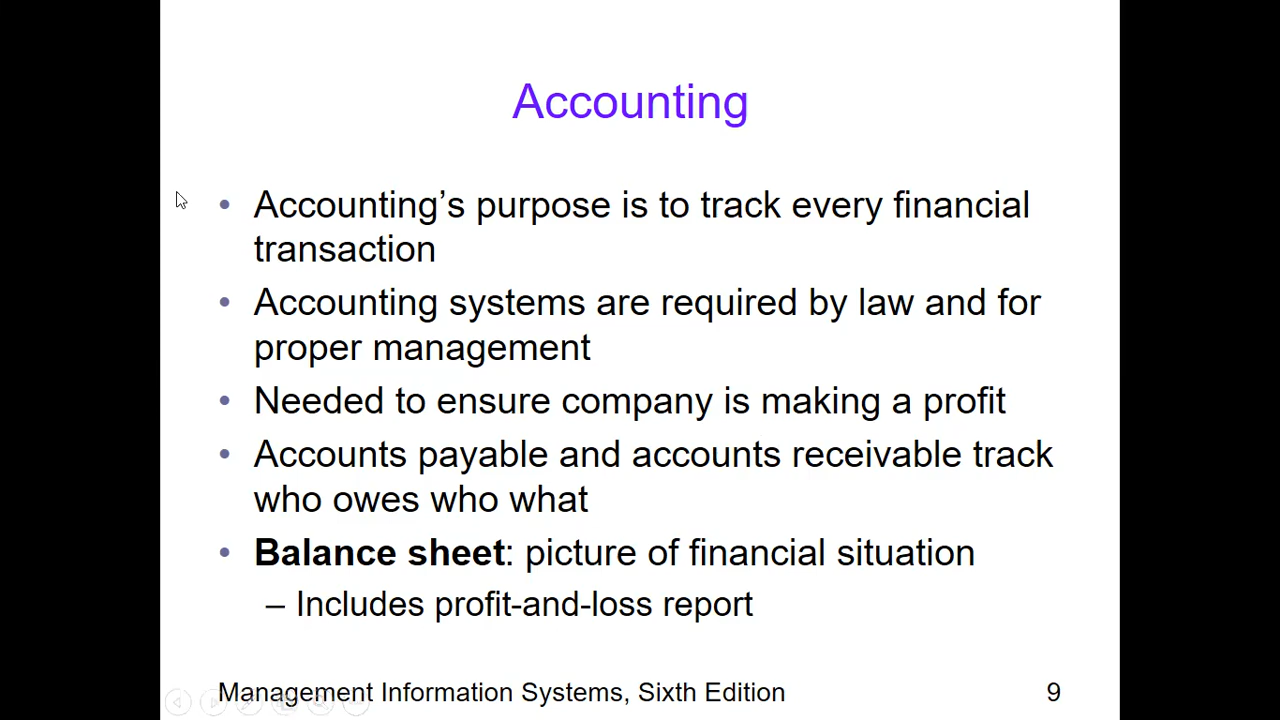 Accounting
• Accounting’s purpose is to track every financial
transaction
• Accounting systems are required by law and for
proper management
• Needed to ensure company is making a profit
• Accounts payable and accounts receivable track
who owes who what
• Balance sheet: picture of financial situation
– Includes profit-and-loss report
Management Information Systems, Sixth Edition 9